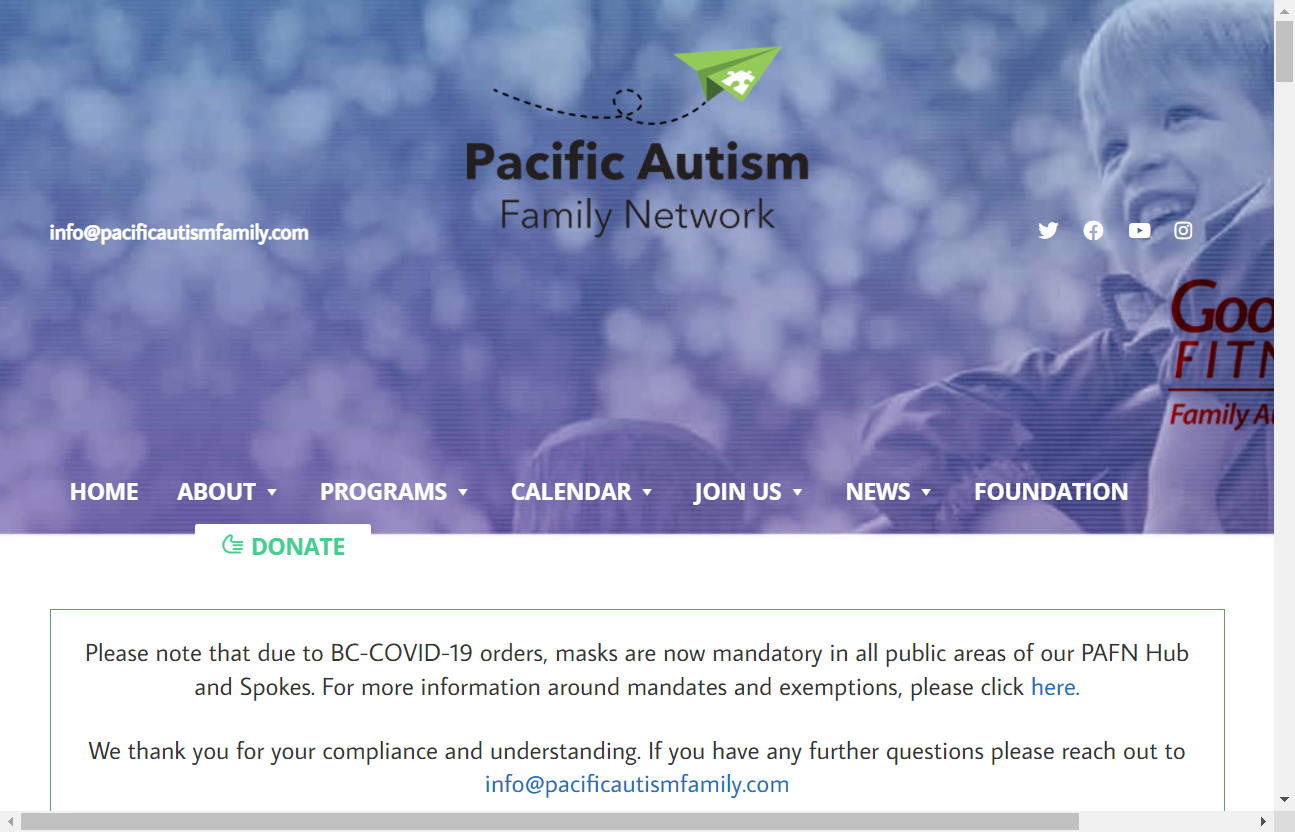 Pacific Autism
Family Network
info@pacificautismfamily.com
FITN
Family A
HOME ABOUT PROGRAMS CALENDAR JOIN US NEWS FOUNDATION
DONATE
Please note that due to BC-COVID-19 orders, masks are now mandatory in all public areas of our PAFN Hub
and Spokes. For more information around mandates and exemptions, please click here.
We thank you for your compliance and understanding. If you have any further questions please reach out to
info@pacificautismfamily.com